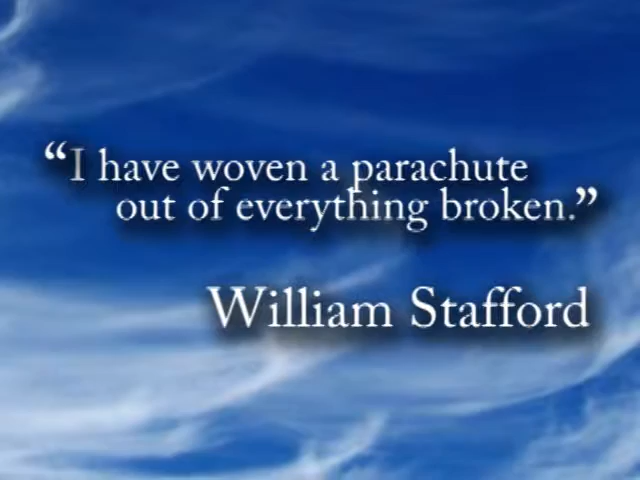 “I have woven a parachute
out of everything broken.”
William Stafford